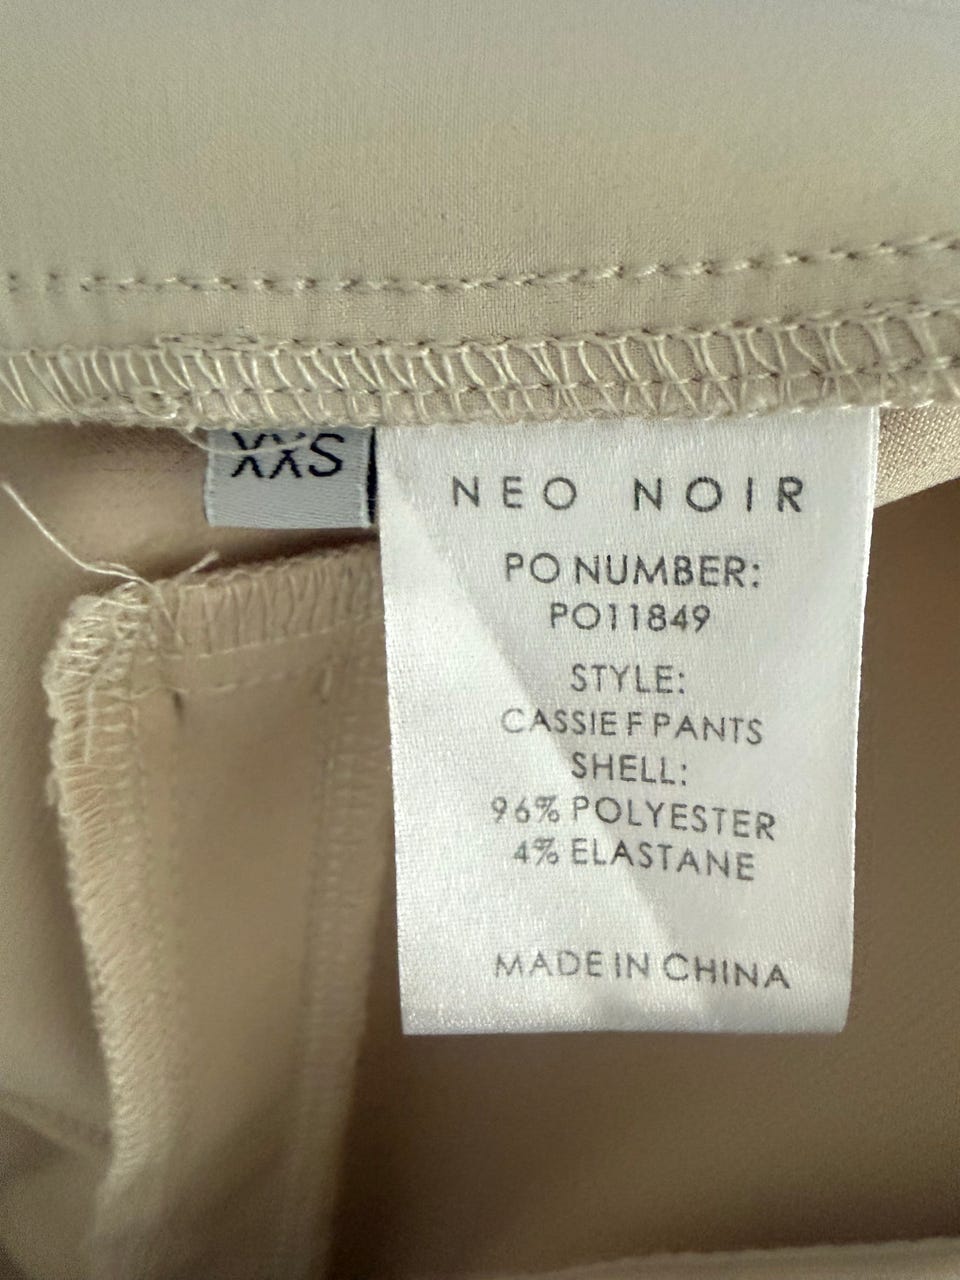 XXS
NEO NOIR
PO NUMBER:
PO11849
STYLE:
CASSIE F PANTS
SHELL:
96% POLYESTER
4% ELASTANE
MADE IN CHINA